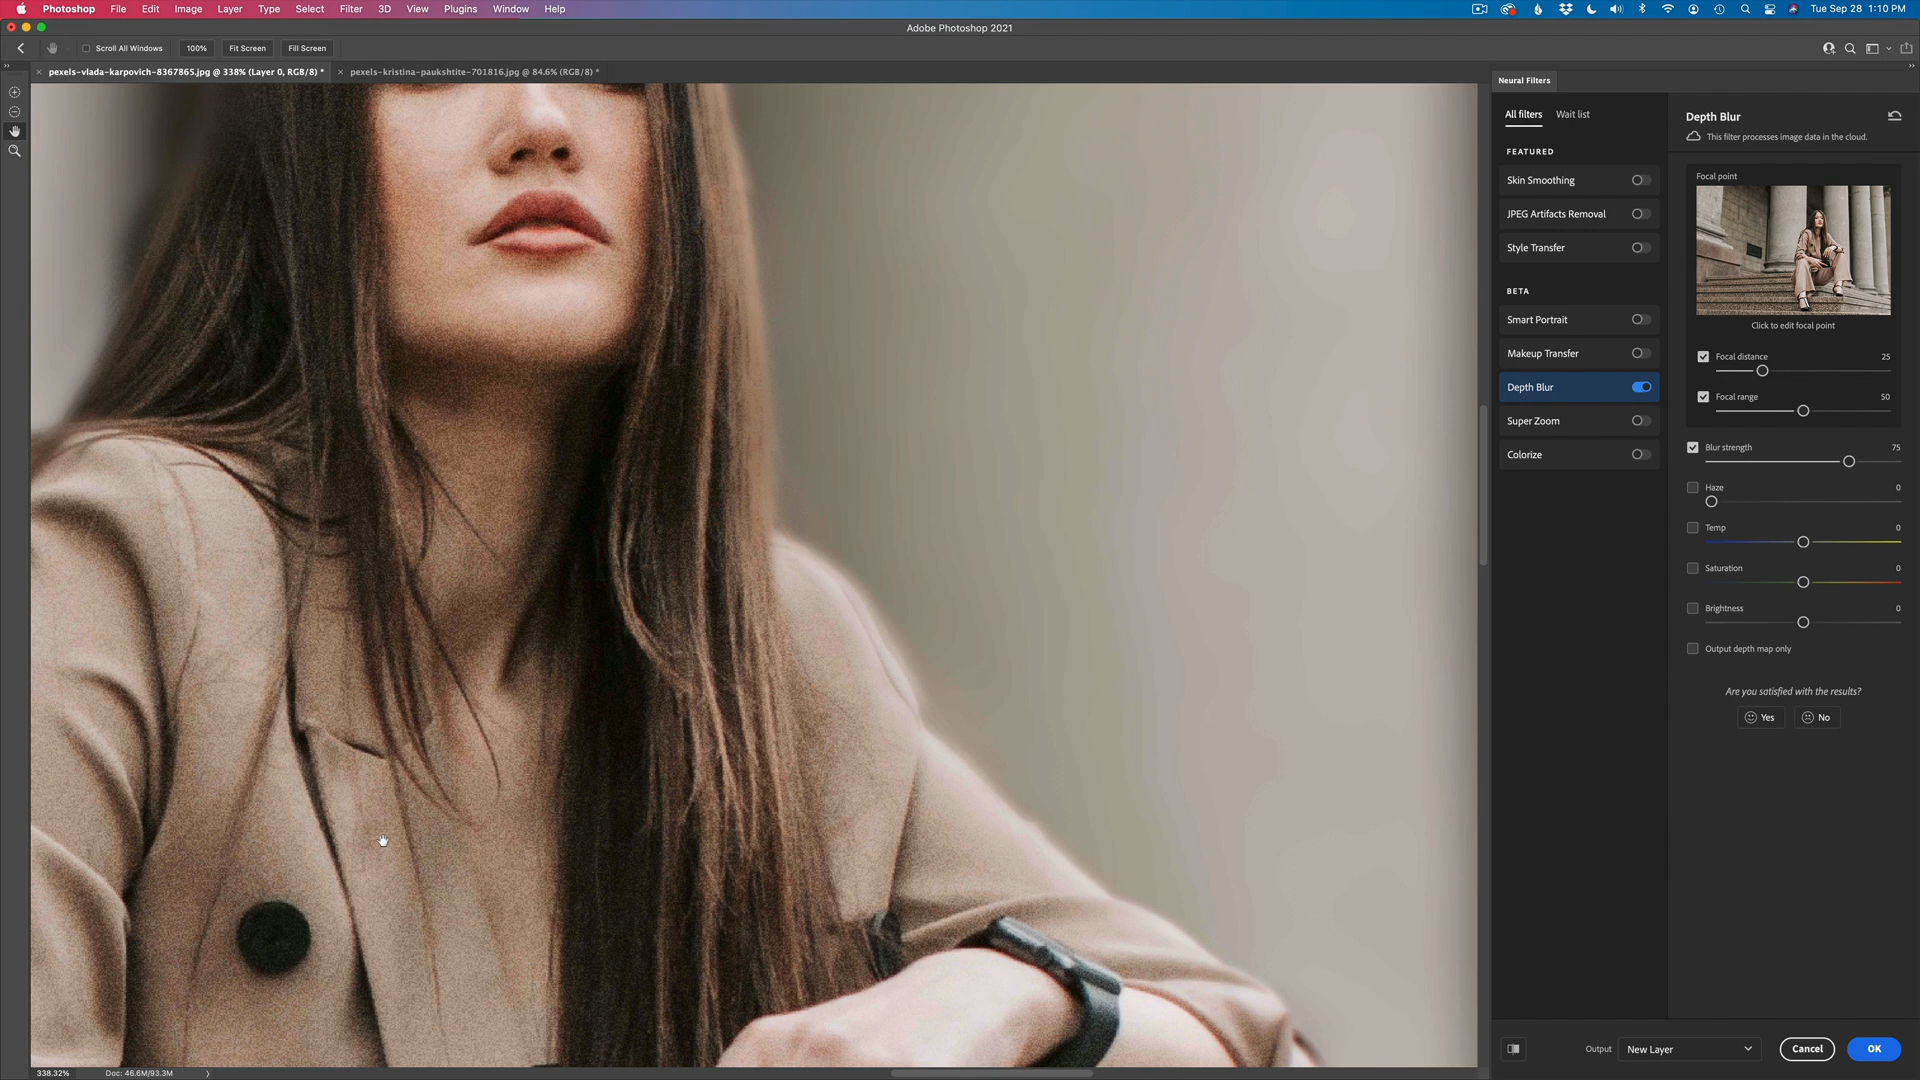 Photoshop File Edit Image Layer Type Select Filter 3D View Plugins Window Help Tue Sep 28 1:10 PM
Adobe Photoshop 2021
Scroll All Windows 100% Fit Screen Fill Screen
pexels-vlada-karpovich-8367865.jpg @ 338% (Layer 0, RGB/8) * pexels-kristina-paukshtite-701816.jpg @ 84.6% (RGB/8) *
Neural Filters
All filters Wait list
FEATURED
Skin Smoothing
JPEG Artifacts Removal
Style Transfer
BETA
Smart Portrait
Makeup Transfer
Depth Blur
Super Zoom
Colorize
Depth Blur
This filter processes image data in the cloud.
Focal point
Click to edit focal point
Focal distance 25
Focal range 50
Blur strength 75
Haze 0
Temp 0
Saturation 0
Brightness 0
Output depth map only
Are you satisfied with the results?
Yes No
Output New Layer Cancel OK
338.32% Doc: 46.6M/93.3M